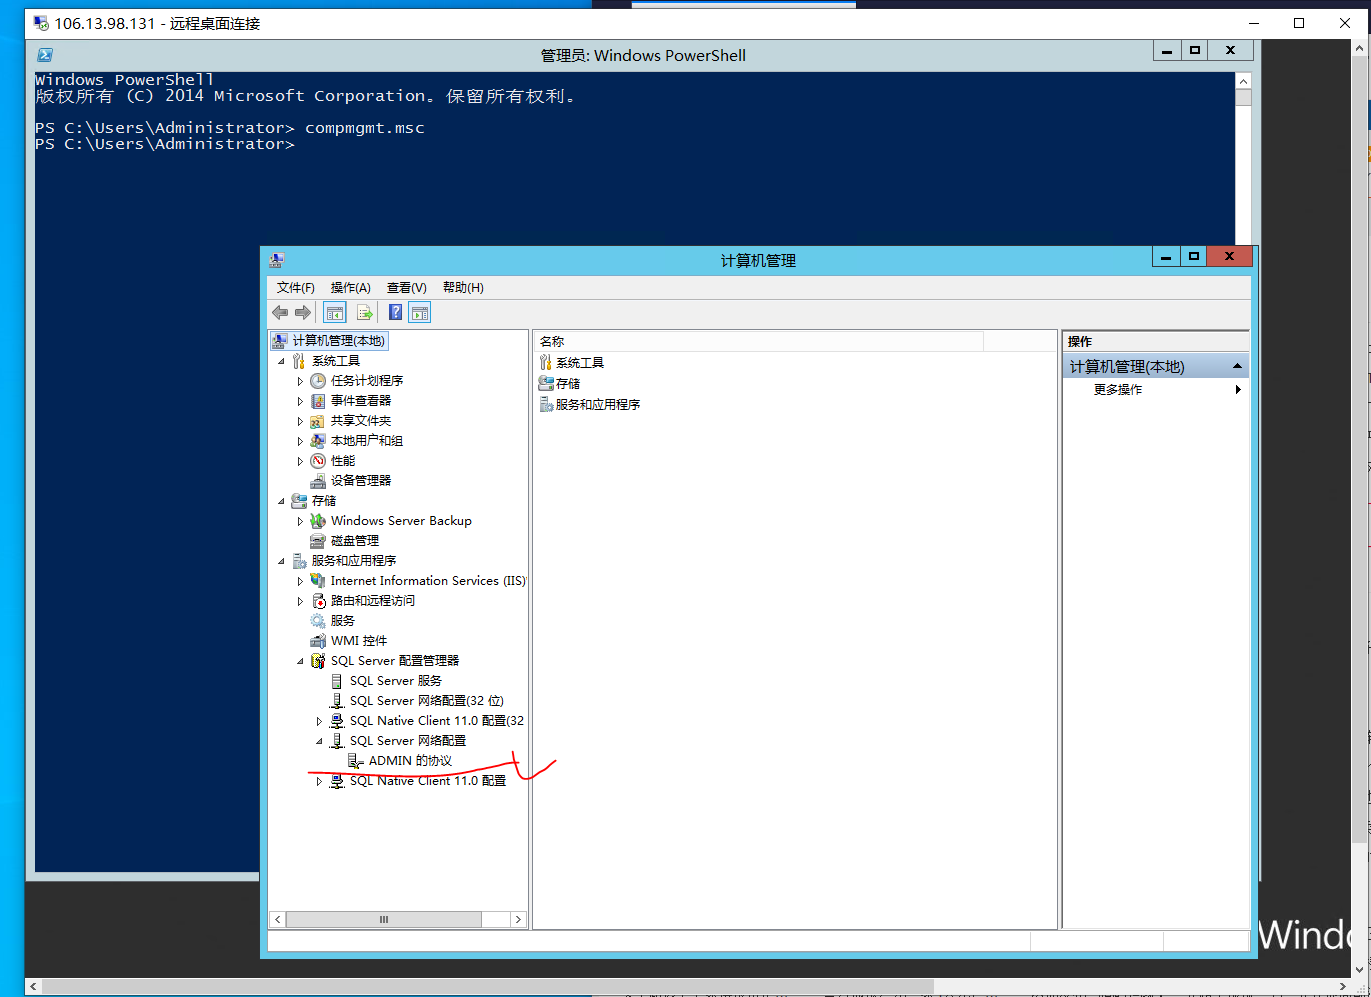 106.13.98.131 - 远程桌面连接
管理员: Windows PowerShell
Windows PowerShell
版权所有 (C) 2014 Microsoft Corporation。保留所有权利。
PS C:\Users\Administrator> compmgmt.msc
PS C:\Users\Administrator>
计算机管理
文件(F) 操作(A) 查看(V) 帮助(H)
计算机管理(本地)
系统工具
任务计划程序
事件查看器
共享文件夹
本地用户和组
性能
设备管理器
存储
Windows Server Backup
磁盘管理
服务和应用程序
Internet Information Services (IIS)
路由和远程访问
服务
WMI 控件
SQL Server 配置管理器
SQL Server 服务
SQL Server 网络配置(32 位)
SQL Native Client 11.0 配置(32
SQL Server 网络配置
ADMIN 的协议
SQL Native Client 11.0 配置
名称
系统工具
存储
服务和应用程序
操作
计算机管理(本地)
更多操作
Windo